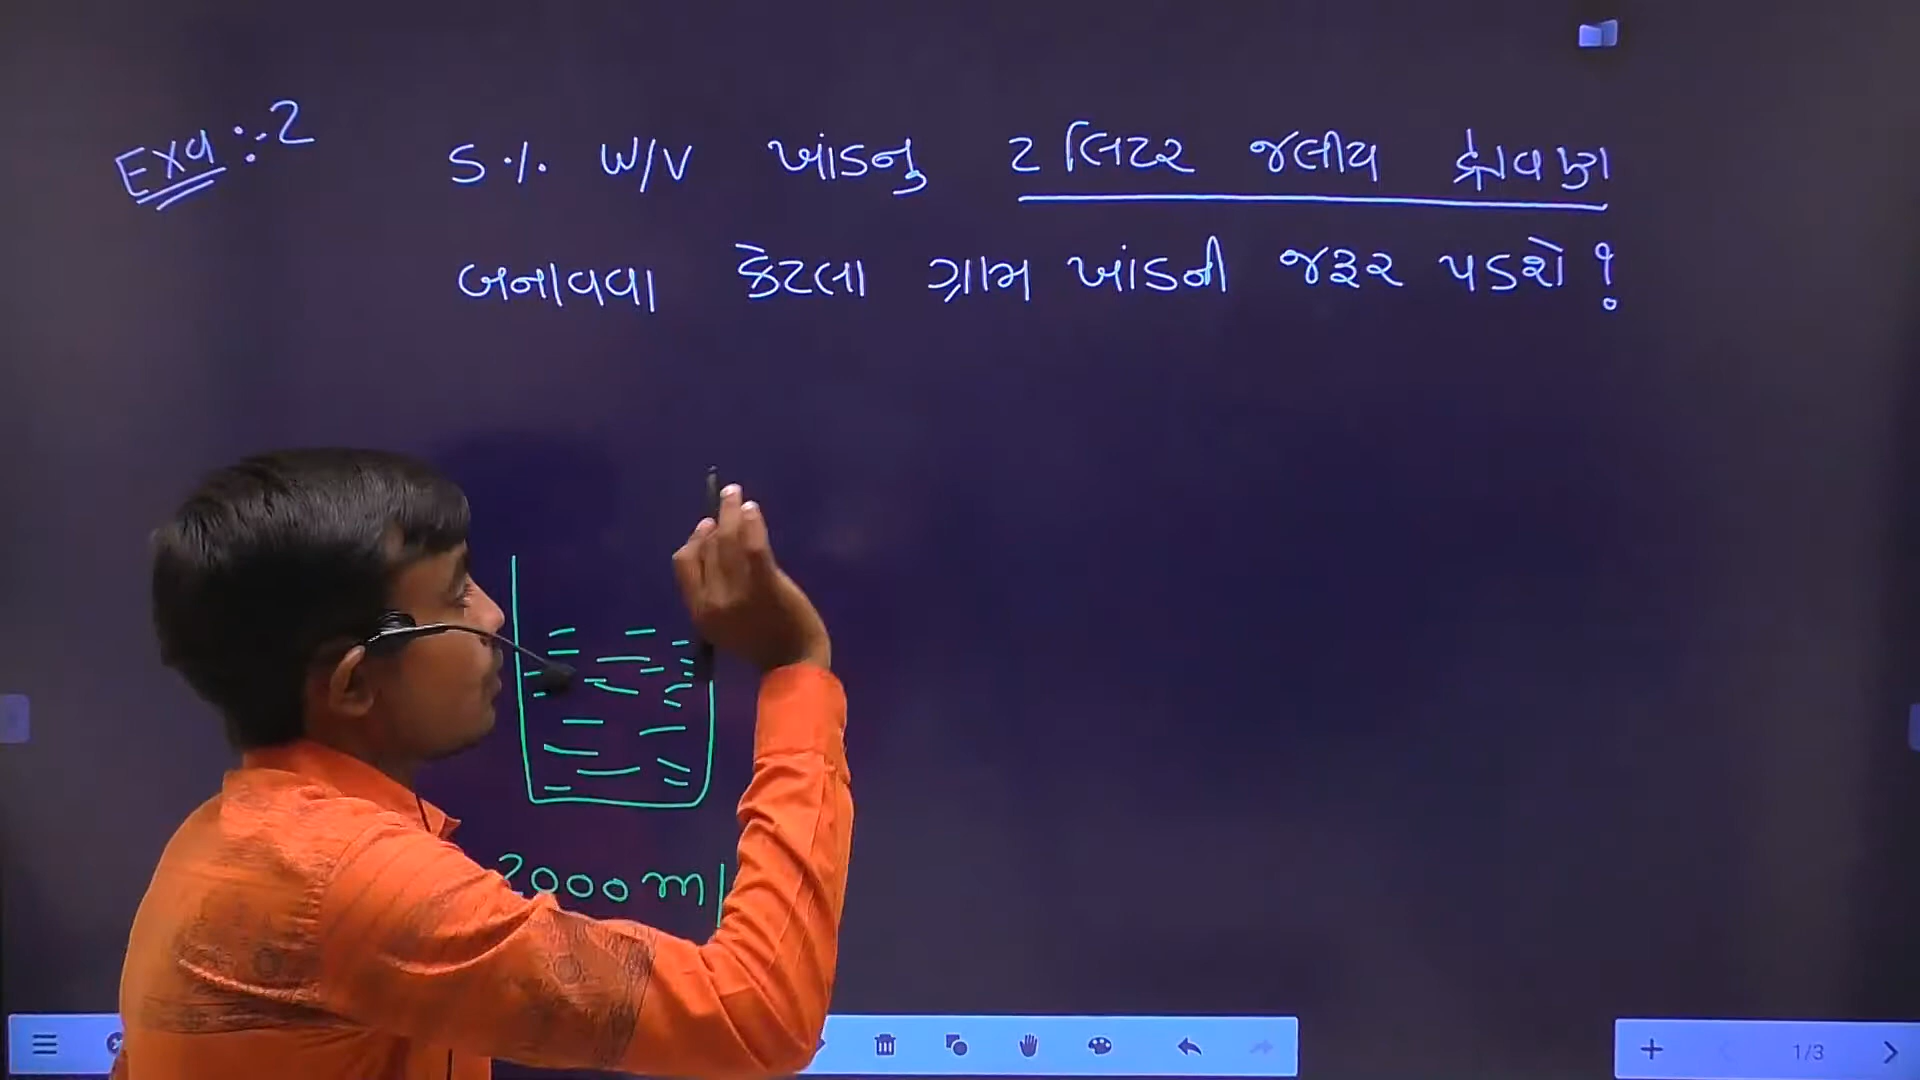 Exa :- 2
5% W/V ખાંડનુ 2 લિટર જલીય દ્રાવણ
બનાવવા કેટલા ગ્રામ ખાંડની જરૂર પડશે ?
2000 ml
1/3